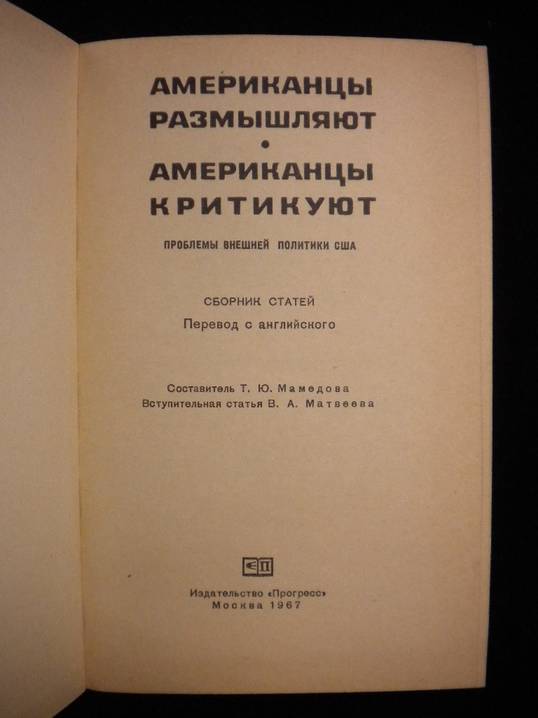 АМЕРИКАНЦЫ
РАЗМЫШЛЯЮТ
•
АМЕРИКАНЦЫ
КРИТИКУЮТ
ПРОБЛЕМЫ ВНЕШНЕЙ ПОЛИТИКИ США
СБОРНИК СТАТЕЙ
Перевод с английского
Составитель Т. Ю. Мамедова
Вступительная статья В. А. Матвеева
Издательство «Прогресс»
Москва 1967